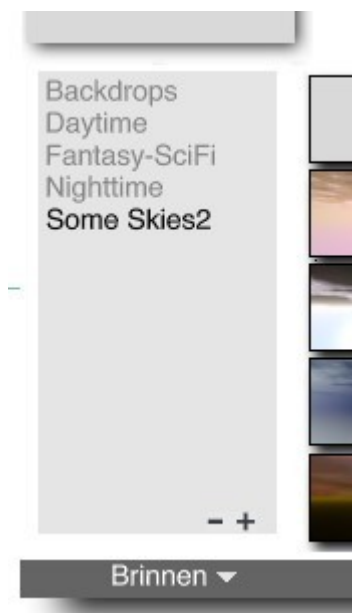 Backdrops
Daytime
Fantasy-SciFi
Nighttime
Some Skies2
- +
Brinnen